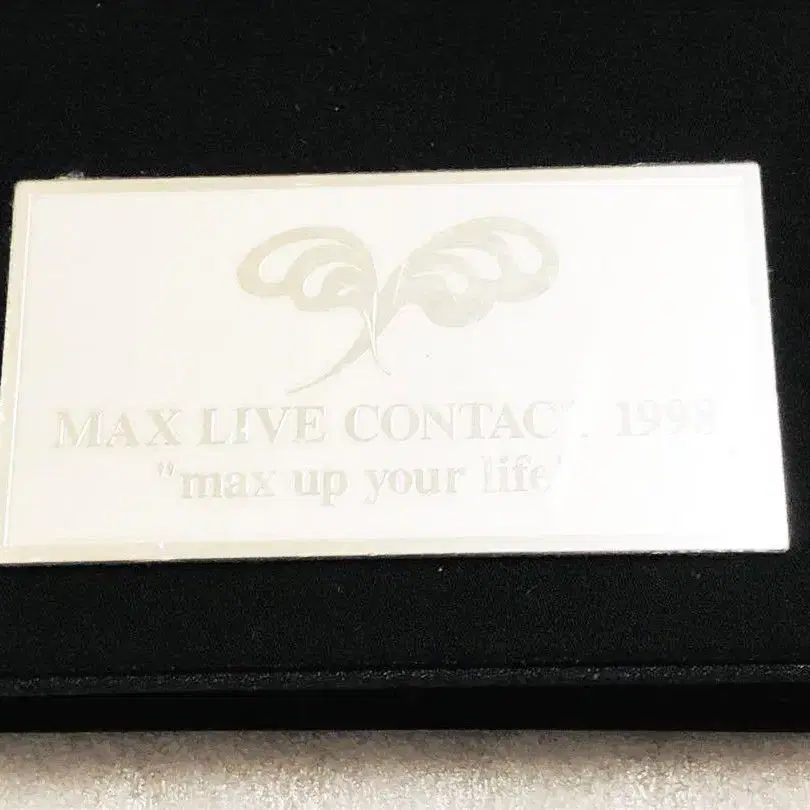 MAX LIVE CONTACT 1998
"max up your life"